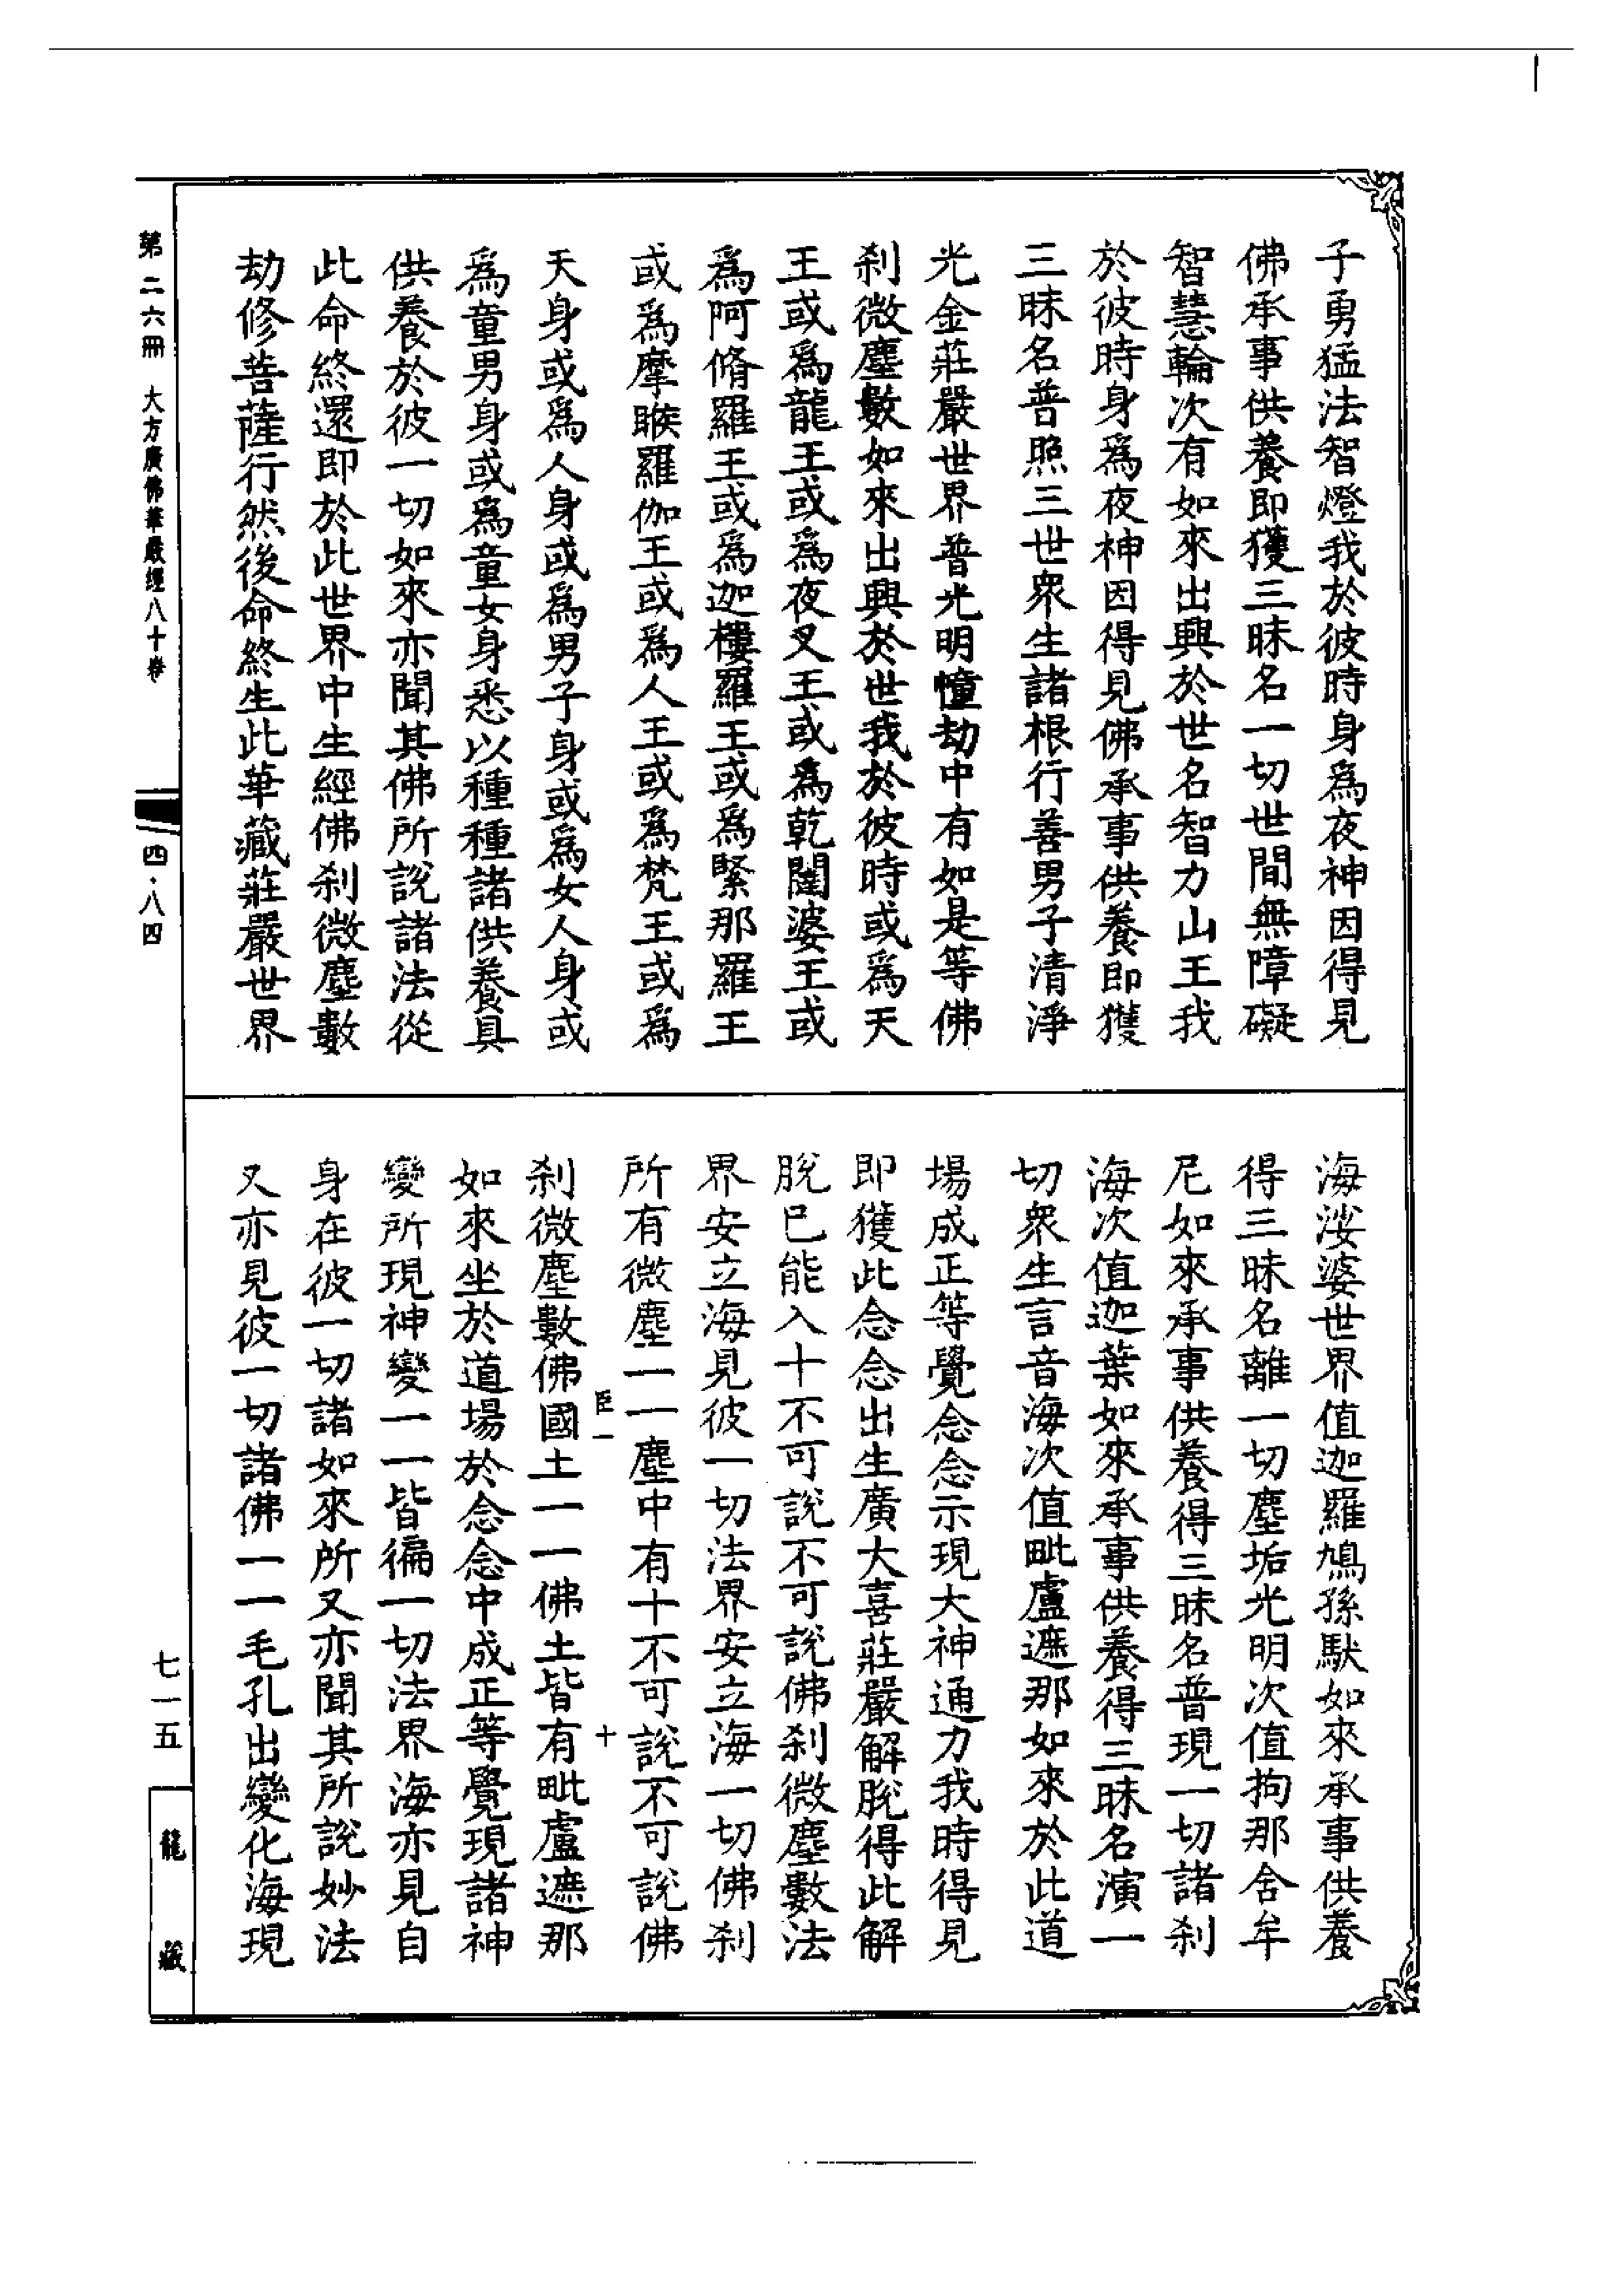 子勇猛法智燈我於彼時身爲夜神因得見
佛承事供養即獲三昧名一切世間無障礙
智慧輪次有如來出興於世名智力山王我
於彼時身爲夜神因得見佛承事供養即獲
三昧名普照三世衆生諸根行善男子清淨
光金莊嚴世界普光明幢劫中有如是等佛
刹微塵數如來出興於世我於彼時或爲天
王或爲龍王或爲夜叉王或爲乾闥婆王或
爲阿脩羅王或爲迦樓羅王或爲緊那羅王
或爲摩睺羅伽王或爲人王或爲梵王或爲
天身或爲人身或爲男子身或爲女人身或
爲童男身或爲童女身悉以種種諸供養具
供養於彼一切如來亦聞其佛所說諸法從
此命終還即於此世界中生經佛刹微塵數
劫修菩薩行然後命終生此華藏莊嚴世界
海娑婆世界值迦羅鳩孫馱如來承事供養
得三昧名離一切塵垢光明次值拘那舍牟
尼如來承事供養得三昧名普現一切諸刹
海次值迦葉如來承事供養得三昧名演一
切衆生言音海次值毗盧遮那如來於此道
場成正等覺念念示現大神通力我時得見
即獲此念念出生廣大喜莊嚴解脫得此解
脫已能入十不可說不可說佛刹微塵數法
界安立海見彼一切法界安立海一切佛刹
所有微塵一一塵中有十不可說不可說佛
臣一 十
刹微塵數佛國土一一佛土皆有毗盧遮那
如來坐於道場於念念中成正等覺現諸神
變所現神變一一皆徧一切法界海亦見自
身在彼一切諸如來所又亦聞其所說妙法
又亦見彼一切諸佛一一毛孔出變化海現
第二六冊 大方廣佛華嚴經八十卷
四·八四
七一五
龍藏